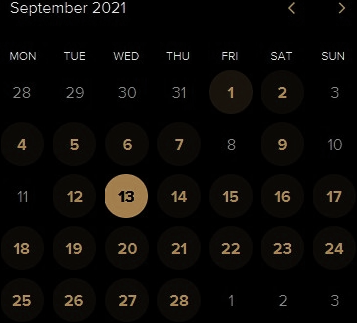 September 2021 < >
MON TUE WED THU FRI SAT SUN
28 29 30 31 1 2 3
4 5 6 7 8 9 10
11 12 13 14 15 16 17
18 19 20 21 22 23 24
25 26 27 28 1 2 3